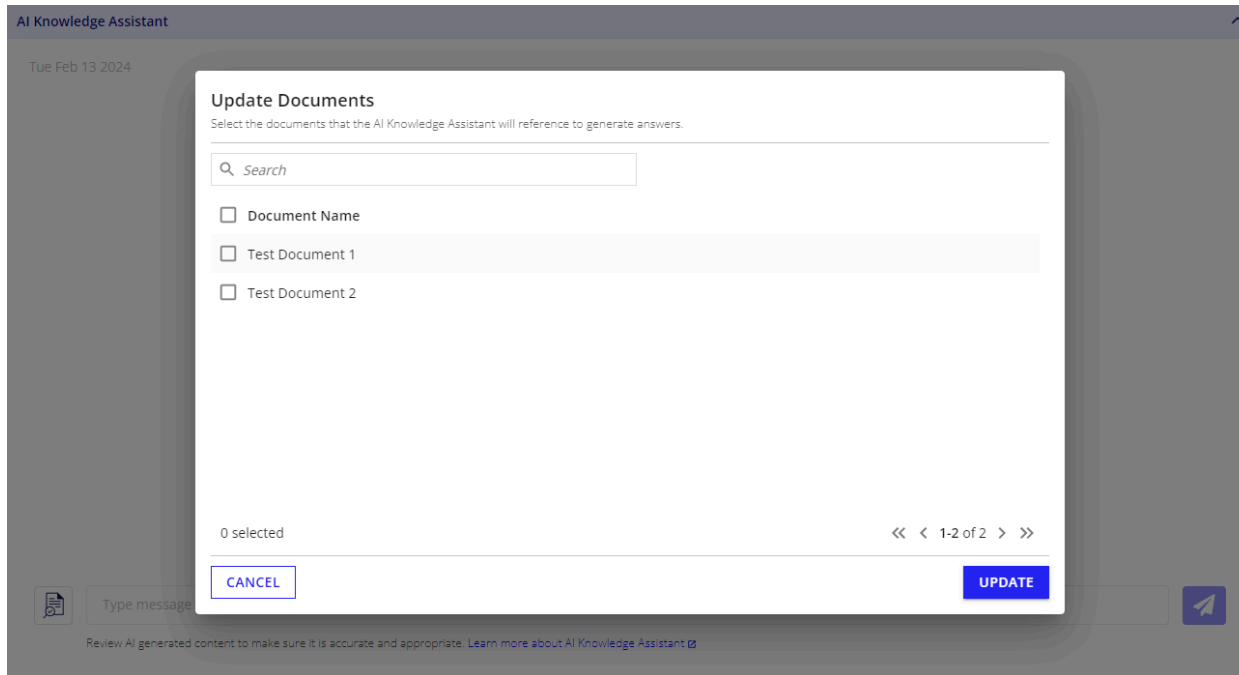 AI Knowledge Assistant
Tue Feb 13 2024
Update Documents
Select the documents that the AI Knowledge Assistant will reference to generate answers.
Search
Document Name
Test Document 1
Test Document 2
0 selected
1-2 of 2
CANCEL
UPDATE
Type message
Review AI generated content to make sure it is accurate and appropriate. Learn more about AI Knowledge Assistant